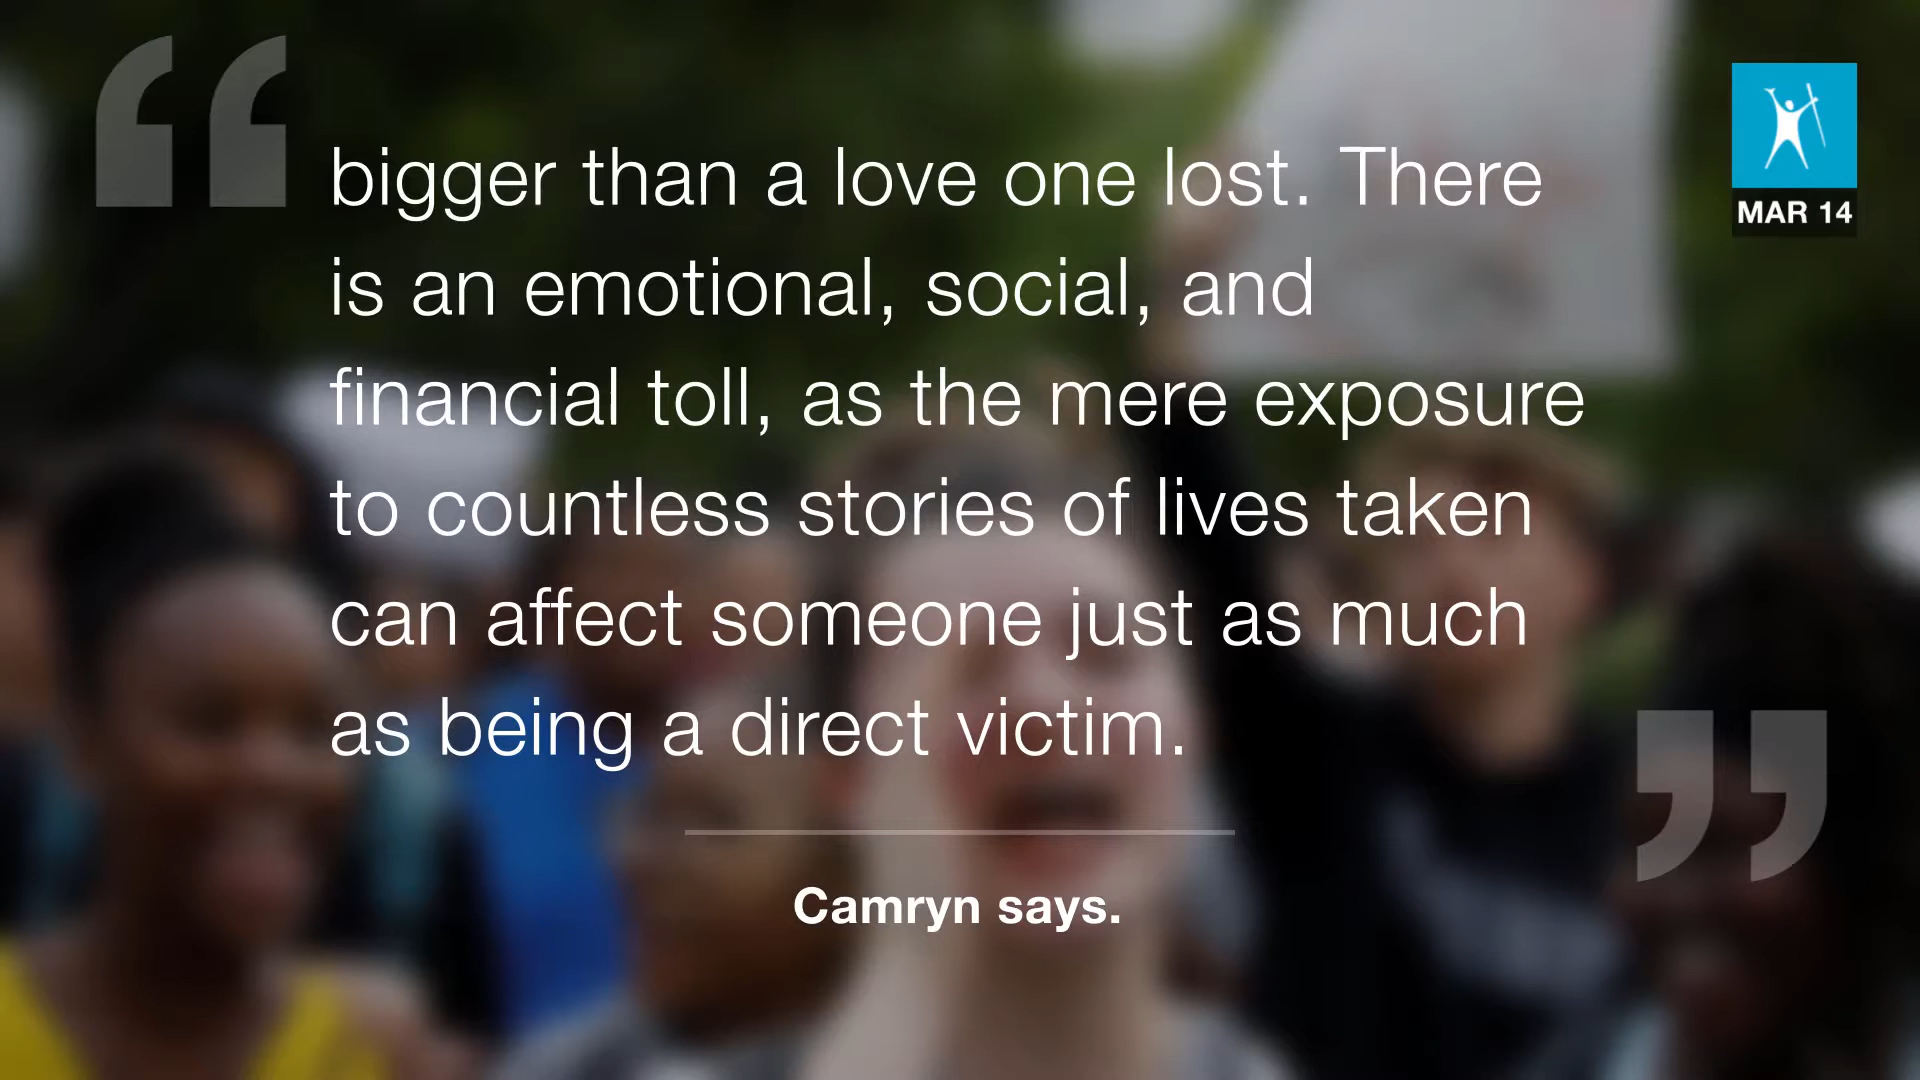 bigger than a love one lost. There
is an emotional, social, and
financial toll, as the mere exposure
to countless stories of lives taken
can affect someone just as much
as being a direct victim.
Camryn says.
MAR 14